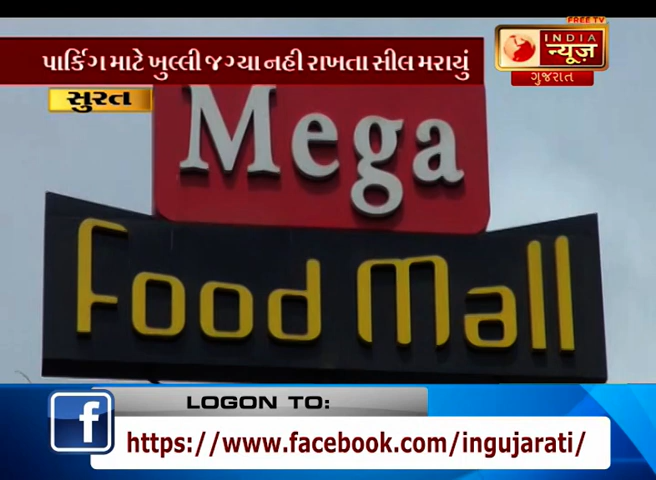 FREE TV
INDIA
न्यूज़
ગુજરાત
પાર્કિંગ માટે ખુલ્લી જગ્યા નહી રાખતા સીલ મરાયું
સુરત
Mega
Food Mall
LOGON TO:
f
https://www.facebook.com/ingujarati/